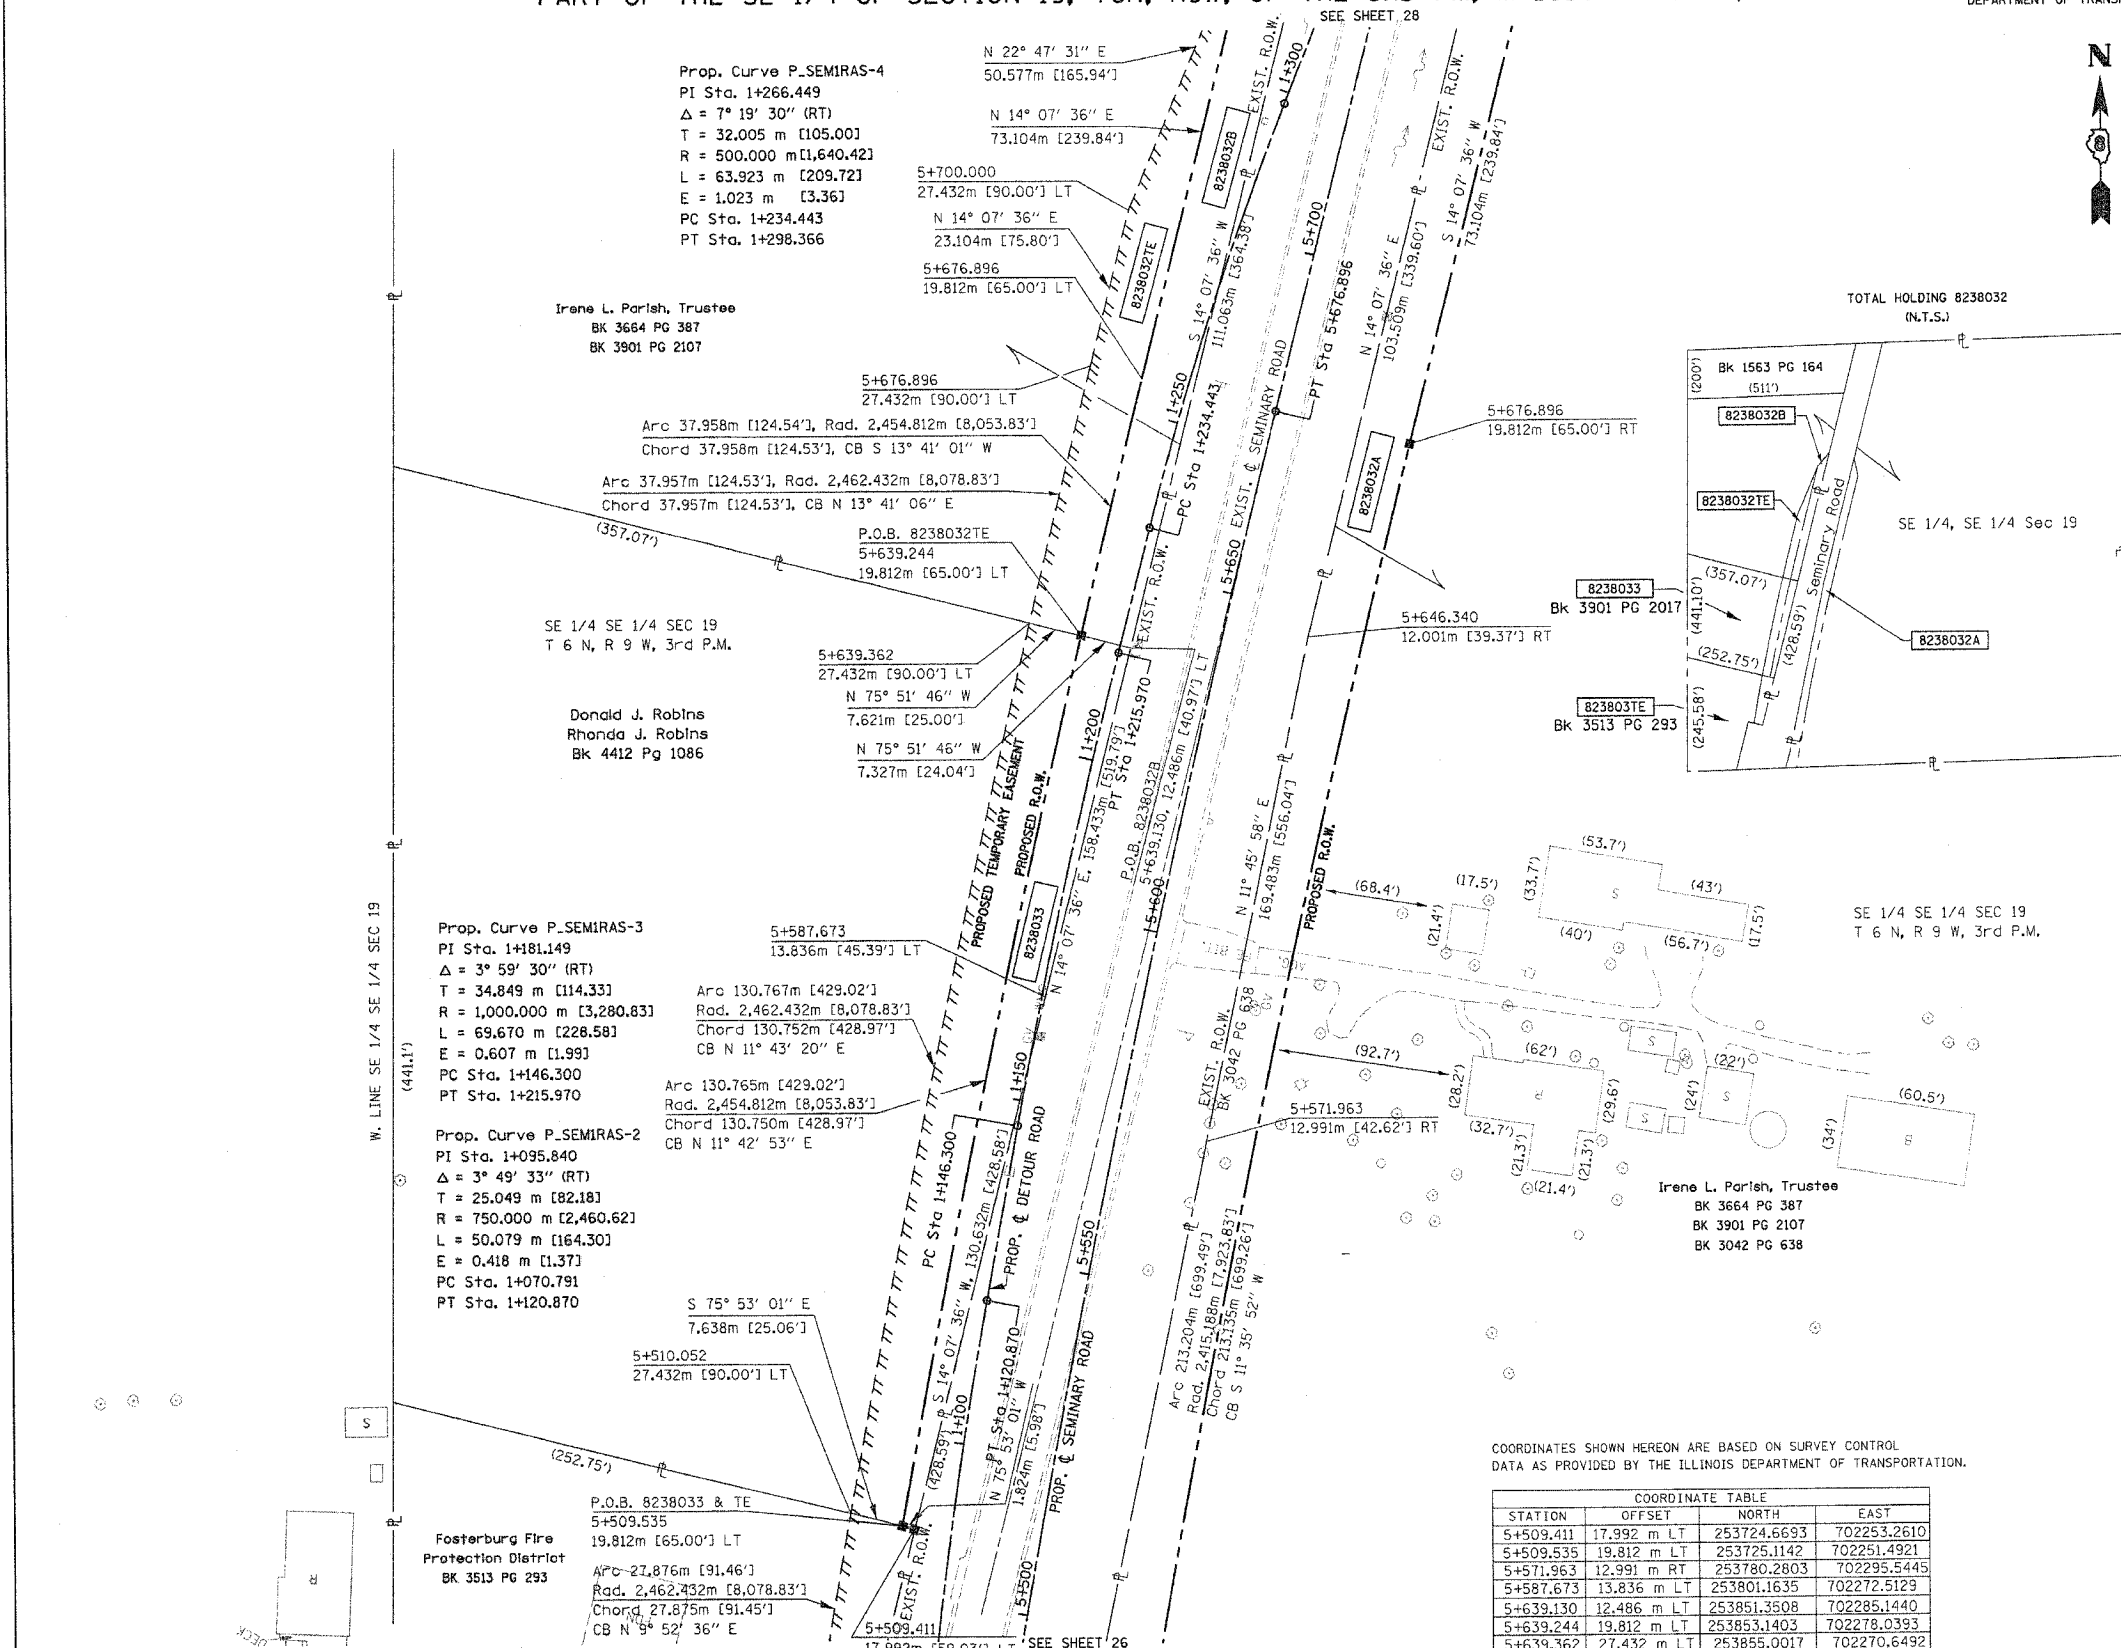 SEE SHEET 28
N
Prop. Curve P_SEM1RAS-4
PI Sta. 1+266.449
Δ = 7° 19' 30" (RT)
T = 32.005 m [105.00]
R = 500.000 m[1,640.42]
L = 63.923 m [209.72]
E = 1.023 m [3.36]
PC Sta. 1+234.443
PT Sta. 1+298.366
N 22° 47' 31" E
50.577m [165.94']
N 14° 07' 36" E
73.104m [239.84']
5+700.000
27.432m [90.00'] LT
N 14° 07' 36" E
23.104m [75.80']
5+676.896
19.812m [65.00'] LT
Irene L. Parish, Trustee
BK 3664 PG 387
BK 3901 PG 2107
5+676.896
27.432m [90.00'] LT
Arc 37.958m [124.54'], Rad. 2,454.812m [8,053.83']
Chord 37.958m [124.53'], CB S 13° 41' 01" W
Arc 37.957m [124.53'], Rad. 2,462.432m [8,078.83']
Chord 37.957m [124.53'], CB N 13° 41' 06" E
(357.07')
P.O.B. 8238032TE
5+639.244
19.812m [65.00'] LT
SE 1/4 SE 1/4 SEC 19
T 6 N, R 9 W, 3rd P.M.
5+639.362
27.432m [90.00'] LT
N 75° 51' 46" W
7.621m [25.00']
N 75° 51' 46" W
7.327m [24.04']
Donald J. Robins
Rhonda J. Robins
Bk 4412 Pg 1086
W. LINE SE 1/4 SE 1/4 SEC 19
(441.1')
Prop. Curve P_SEM1RAS-3
PI Sta. 1+181.149
Δ = 3° 59' 30" (RT)
T = 34.849 m [114.33]
R = 1,000.000 m [3,280.83]
L = 69.670 m [228.58]
E = 0.607 m [1.99]
PC Sta. 1+146.300
PT Sta. 1+215.970
5+587.673
13.836m [45.39'] LT
Arc 130.767m [429.02']
Rad. 2,462.432m [8,078.83']
Chord 130.752m [428.97']
CB N 11° 43' 20" E
Arc 130.765m [429.02']
Rad. 2,454.812m [8,053.83']
Chord 130.750m [428.97']
CB N 11° 42' 53" E
Prop. Curve P_SEM1RAS-2
PI Sta. 1+095.840
Δ = 3° 49' 33" (RT)
T = 25.049 m [82.18]
R = 750.000 m [2,460.62]
L = 50.079 m [164.30]
E = 0.418 m [1.37]
PC Sta. 1+070.791
PT Sta. 1+120.870
S 75° 53' 01" E
7.638m [25.06']
5+510.052
27.432m [90.00'] LT
S
(252.75')
P.O.B. 8238033 & TE
5+509.535
19.812m [65.00'] LT
Fosterburg Fire
Protection District
BK 3513 PG 293
Arc 27.876m [91.46']
Rad. 2,462.432m [8,078.83']
Chord 27.875m [91.45']
CB N 9° 52' 36" E
DECK
5+509.411
SEE SHEET 26
8238032B
8238032TE
EXIST. R.O.W.
1+300
S 14° 07' 36" W
111.063m [364.38']
1+250
PC Sta 1+234.443
5+700
PT Sta 5+676.896
EXIST. ℄ SEMINARY ROAD
5+650
EXIST. R.O.W.
N 14° 07' 36" E
103.509m [339.60']
EXIST. R.O.W.
S 14° 07' 36" W
73.104m [239.84']
8238032A
5+676.896
19.812m [65.00'] RT
5+646.340
12.001m [39.37'] RT
PROPOSED TEMPORARY EASEMENT
PROPOSED R.O.W.
1+200
PT Sta 1+215.970
P.O.B. 8238032B
5+639.130, 12.486m [40.97'] LT
8238033
N 14° 07' 36" E, 158.433m [519.79']
5+600
N 11° 45' 58" E
169.483m [556.04']
PROPOSED R.O.W.
1+150
PC Sta 1+146.300
PROP. ℄ DETOUR ROAD
S 14° 07' 36" W, 130.632m [428.58']
(428.59')
1+100
PT Sta 1+120.870
N 75° 53' 01" W
1.824m [5.98']
5+550
PROP. ℄ SEMINARY ROAD
5+500
EXIST. R.O.W.
EXIST. R.O.W.
BK 3042 PG 638
5+571.963
12.991m [42.62'] RT
Arc 213.204m [699.49']
Rad. 2,415.188m [7,923.83']
Chord 213.135m [699.26']
CB S 11° 35' 52" W
TOTAL HOLDING 8238032
(N.T.S.)
(200')
Bk 1563 PG 164
(511')
8238032B
8238032TE
Seminary Road
SE 1/4, SE 1/4 Sec 19
(357.07')
8238033
Bk 3901 PG 2017
(441.10')
(428.59')
8238032A
(252.75')
823803TE
Bk 3513 PG 293
(245.58')
(68.4')
(17.5')
(21.4')
(33.7')
(53.7')
S
(43')
(17.5')
(40')
(56.7')
SE 1/4 SE 1/4 SEC 19
T 6 N, R 9 W, 3rd P.M.
(92.7')
(62')
(28.2')
(29.6')
(32.7')
(21.3')
(21.3')
(21.4')
S
(22')
(24')
S
S
(34')
(60.5')
Irene L. Parish, Trustee
BK 3664 PG 387
BK 3901 PG 2107
BK 3042 PG 638
COORDINATES SHOWN HEREON ARE BASED ON SURVEY CONTROL
DATA AS PROVIDED BY THE ILLINOIS DEPARTMENT OF TRANSPORTATION.
COORDINATE TABLE
STATION OFFSET NORTH EAST
5+509.411 17.992 m LT 253724.6693 702253.2610
5+509.535 19.812 m LT 253725.1142 702251.4921
5+571.963 12.991 m RT 253780.2803 702295.5445
5+587.673 13.836 m LT 253801.1635 702272.5129
5+639.130 12.486 m LT 253851.3508 702285.1440
5+639.244 19.812 m LT 253853.1403 702278.0393
5+639.362 27.432 m LT 253855.0017 702270.6492